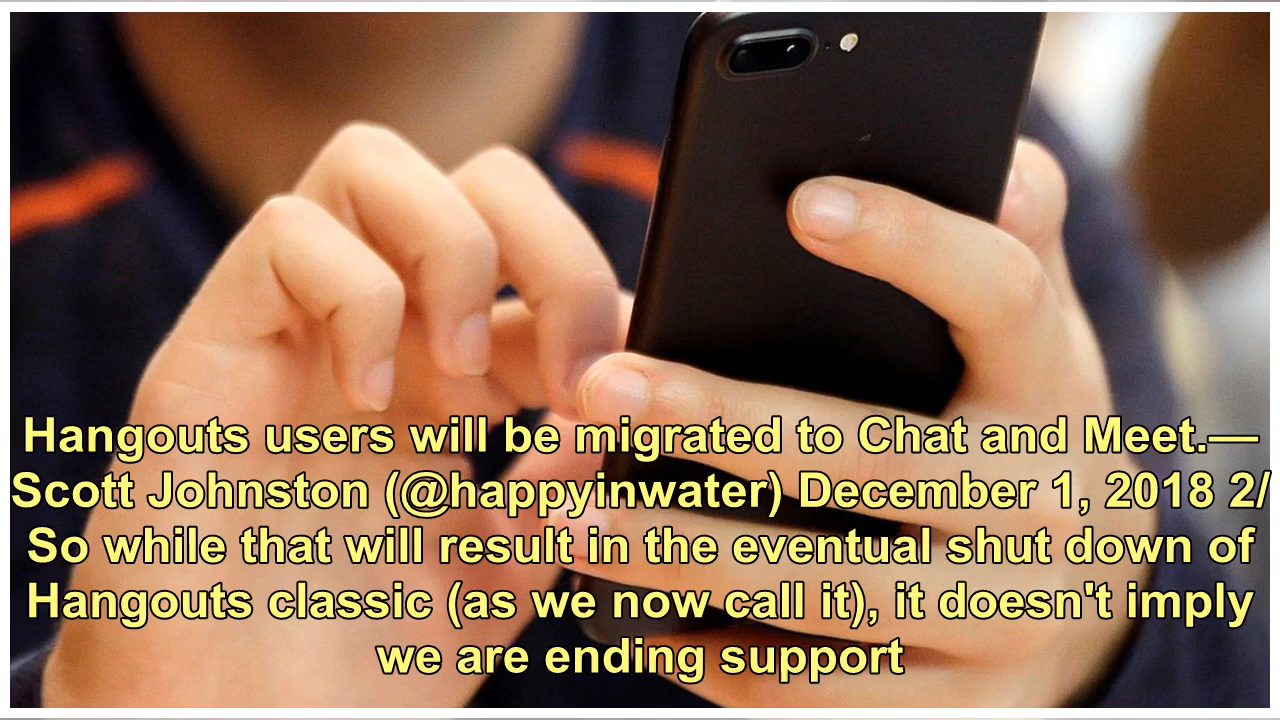 Hangouts users will be migrated to Chat and Meet.—
Scott Johnston (@happyinwater) December 1, 2018 2/
So while that will result in the eventual shut down of
Hangouts classic (as we now call it), it doesn't imply
we are ending support